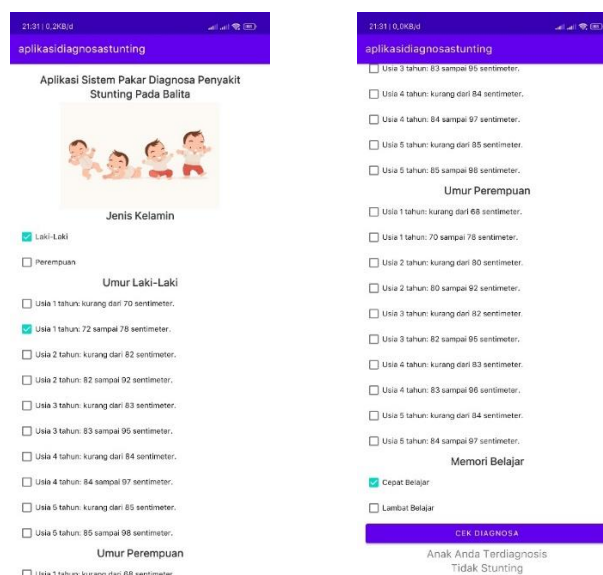 21:31 | 0,2KB/d
aplikasidiagnosastunting
Aplikasi Sistem Pakar Diagnosa Penyakit
Stunting Pada Balita
Jenis Kelamin
Laki-Laki
Perempuan
Umur Laki-Laki
Usia 1 tahun: kurang dari 70 sentimeter.
Usia 1 tahun: 72 sampai 78 sentimeter.
Usia 2 tahun: kurang dari 82 sentimeter.
Usia 2 tahun: 82 sampai 92 sentimeter.
Usia 3 tahun: kurang dari 83 sentimeter.
Usia 3 tahun: 83 sampai 95 sentimeter.
Usia 4 tahun: kurang dari 84 sentimeter.
Usia 4 tahun: 84 sampai 97 sentimeter.
Usia 5 tahun: kurang dari 85 sentimeter.
Usia 5 tahun: 85 sampai 98 sentimeter.
Umur Perempuan
Usia 1 tahun: kurang dari 68 sentimeter.
21:31 | 0,0KB/d
aplikasidiagnosastunting
Usia 3 tahun: 83 sampai 95 sentimeter.
Usia 4 tahun: kurang dari 84 sentimeter.
Usia 4 tahun: 84 sampai 97 sentimeter.
Usia 5 tahun: kurang dari 85 sentimeter.
Usia 5 tahun: 85 sampai 98 sentimeter.
Umur Perempuan
Usia 1 tahun: kurang dari 68 sentimeter.
Usia 1 tahun: 70 sampai 78 sentimeter.
Usia 2 tahun: kurang dari 80 sentimeter.
Usia 2 tahun: 80 sampai 92 sentimeter.
Usia 3 tahun: kurang dari 82 sentimeter.
Usia 3 tahun: 82 sampai 95 sentimeter.
Usia 4 tahun: kurang dari 83 sentimeter.
Usia 4 tahun: 83 sampai 96 sentimeter.
Usia 5 tahun: kurang dari 84 sentimeter.
Usia 5 tahun: 84 sampai 97 sentimeter.
Memori Belajar
Cepat Belajar
Lambat Belajar
CEK DIAGNOSA
Anak Anda Terdiagnosis
Tidak Stunting